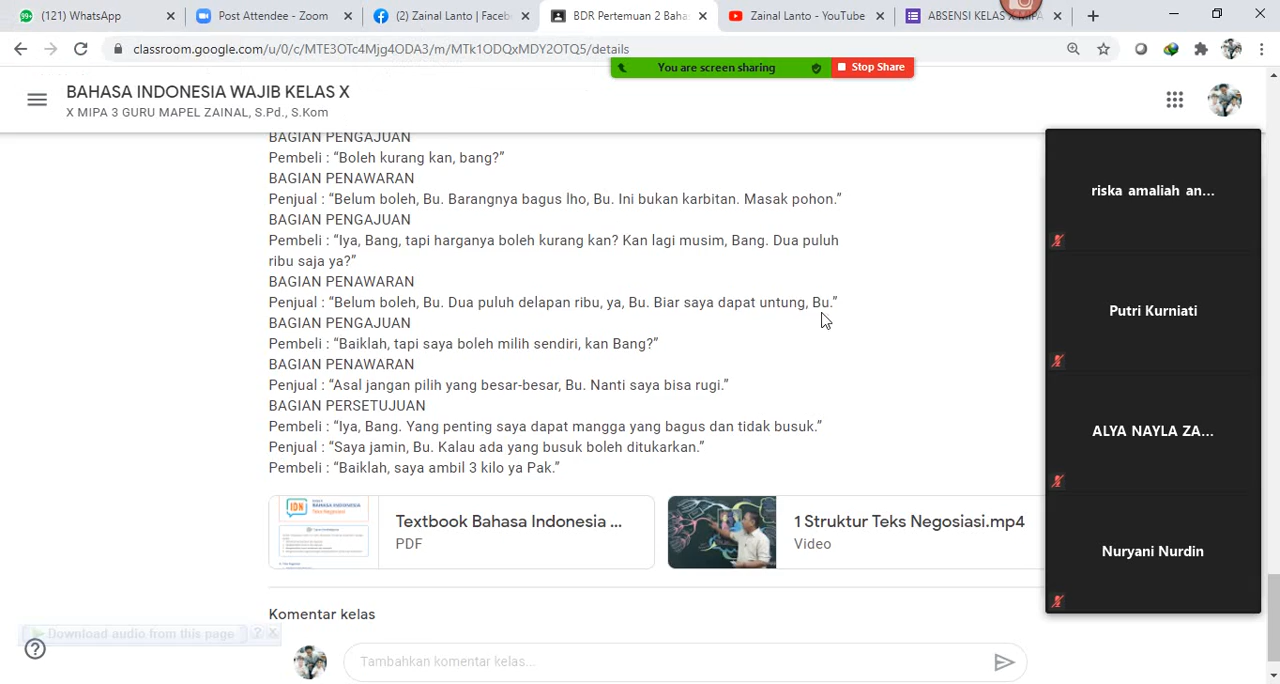 (121) WhatsApp
Post Attendee - Zoom
(2) Zainal Lanto | Facebo
BDR Pertemuan 2 Bahas
Zainal Lanto - YouTube
ABSENSI KELAS X MIPA
classroom.google.com/u/0/c/MTE3OTc4Mjg4ODA3/m/MTk1ODQxMDY2OTQ5/details
You are screen sharing
Stop Share
BAHASA INDONESIA WAJIB KELAS X
X MIPA 3 GURU MAPEL ZAINAL, S.Pd., S.Kom
BAGIAN PENGAJUAN
Pembeli : “Boleh kurang kan, bang?”
BAGIAN PENAWARAN
Penjual : “Belum boleh, Bu. Barangnya bagus lho, Bu. Ini bukan karbitan. Masak pohon.”
BAGIAN PENGAJUAN
Pembeli : “Iya, Bang, tapi harganya boleh kurang kan? Kan lagi musim, Bang. Dua puluh
ribu saja ya?”
BAGIAN PENAWARAN
Penjual : “Belum boleh, Bu. Dua puluh delapan ribu, ya, Bu. Biar saya dapat untung, Bu.”
BAGIAN PENGAJUAN
Pembeli : “Baiklah, tapi saya boleh milih sendiri, kan Bang?”
BAGIAN PENAWARAN
Penjual : “Asal jangan pilih yang besar-besar, Bu. Nanti saya bisa rugi.”
BAGIAN PERSETUJUAN
Pembeli : “Iya, Bang. Yang penting saya dapat mangga yang bagus dan tidak busuk.”
Penjual : “Saya jamin, Bu. Kalau ada yang busuk boleh ditukarkan.”
Pembeli : “Baiklah, saya ambil 3 kilo ya Pak.”
Textbook Bahasa Indonesia ...
PDF
1 Struktur Teks Negosiasi.mp4
Video
Komentar kelas
Download audio from this page ? X
Tambahkan komentar kelas...
riska amaliah an...
Putri Kurniati
ALYA NAYLA ZA...
Nuryani Nurdin